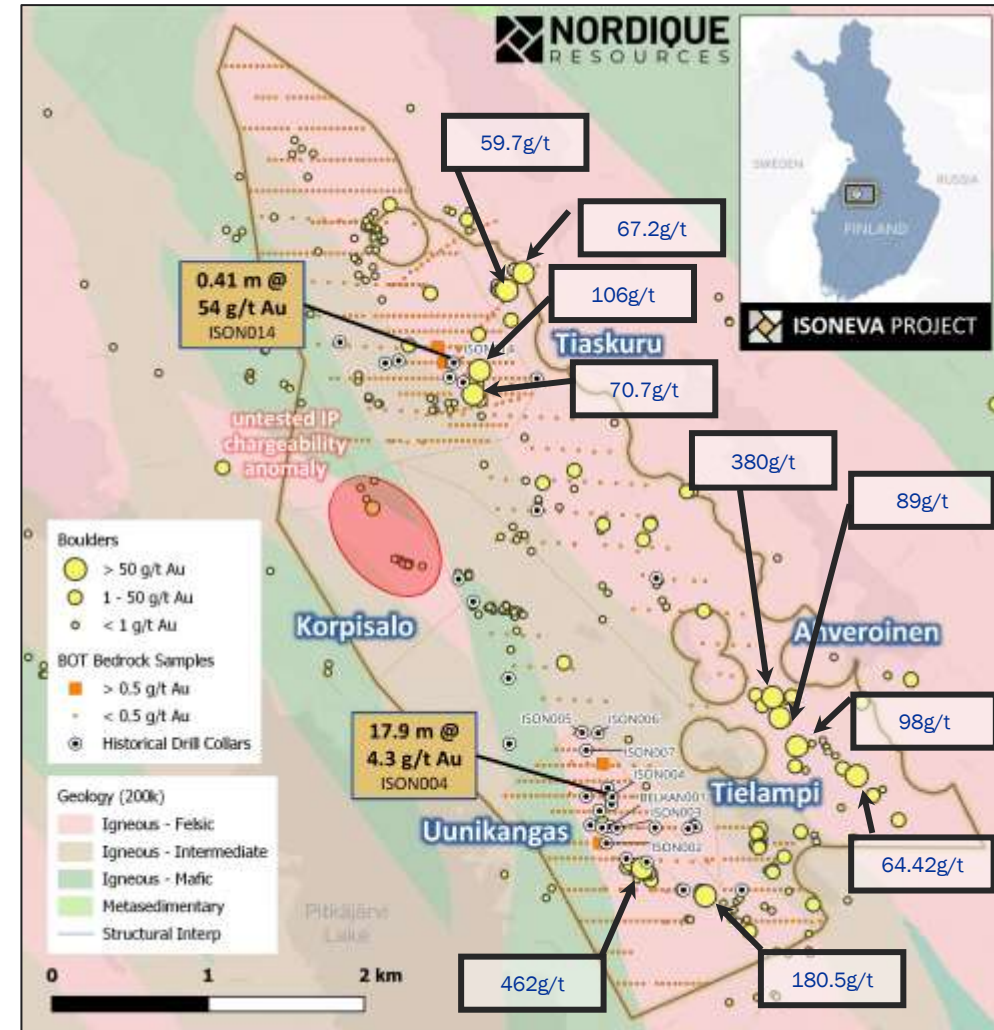 NORDIQUE
RESOURCES
SWEDEN
RUSSIA
FINLAND
ISONEVA PROJECT
59.7g/t
67.2g/t
0.41 m @
54 g/t Au
ISON014
106g/t
Tiaskuru
70.7g/t
untested IP
chargeability
anomaly
380g/t
89g/t
Boulders
> 50 g/t Au
1 - 50 g/t Au
< 1 g/t Au
BOT Bedrock Samples
> 0.5 g/t Au
< 0.5 g/t Au
Historical Drill Collars
Korpisalo
Ahveroinen
98g/t
17.9 m @
4.3 g/t Au
ISON004
ISON005
ISON006
ISON007
ISON004
BELHAN001
ISON003
ISON002
Tielampi
Uunikangas
64.42g/t
Geology (200k)
Igneous - Felsic
Igneous - Intermediate
Igneous - Mafic
Metasedimentary
Structural Interp
Pitkäjärvi
Laike
0 1 2 km
462g/t
180.5g/t